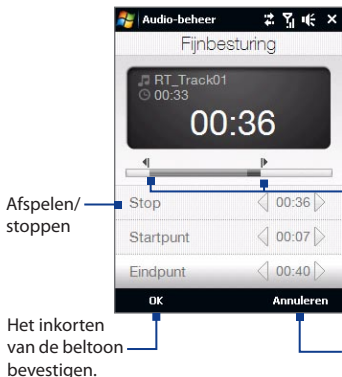 Audio-beheer
Fijnbesturing
RT_Track01
00:33
00:36
Afspelen/
stoppen
Stop 00:36
Startpunt 00:07
Eindpunt 00:40
OK Annuleren
Het inkorten
van de beltoon
bevestigen.